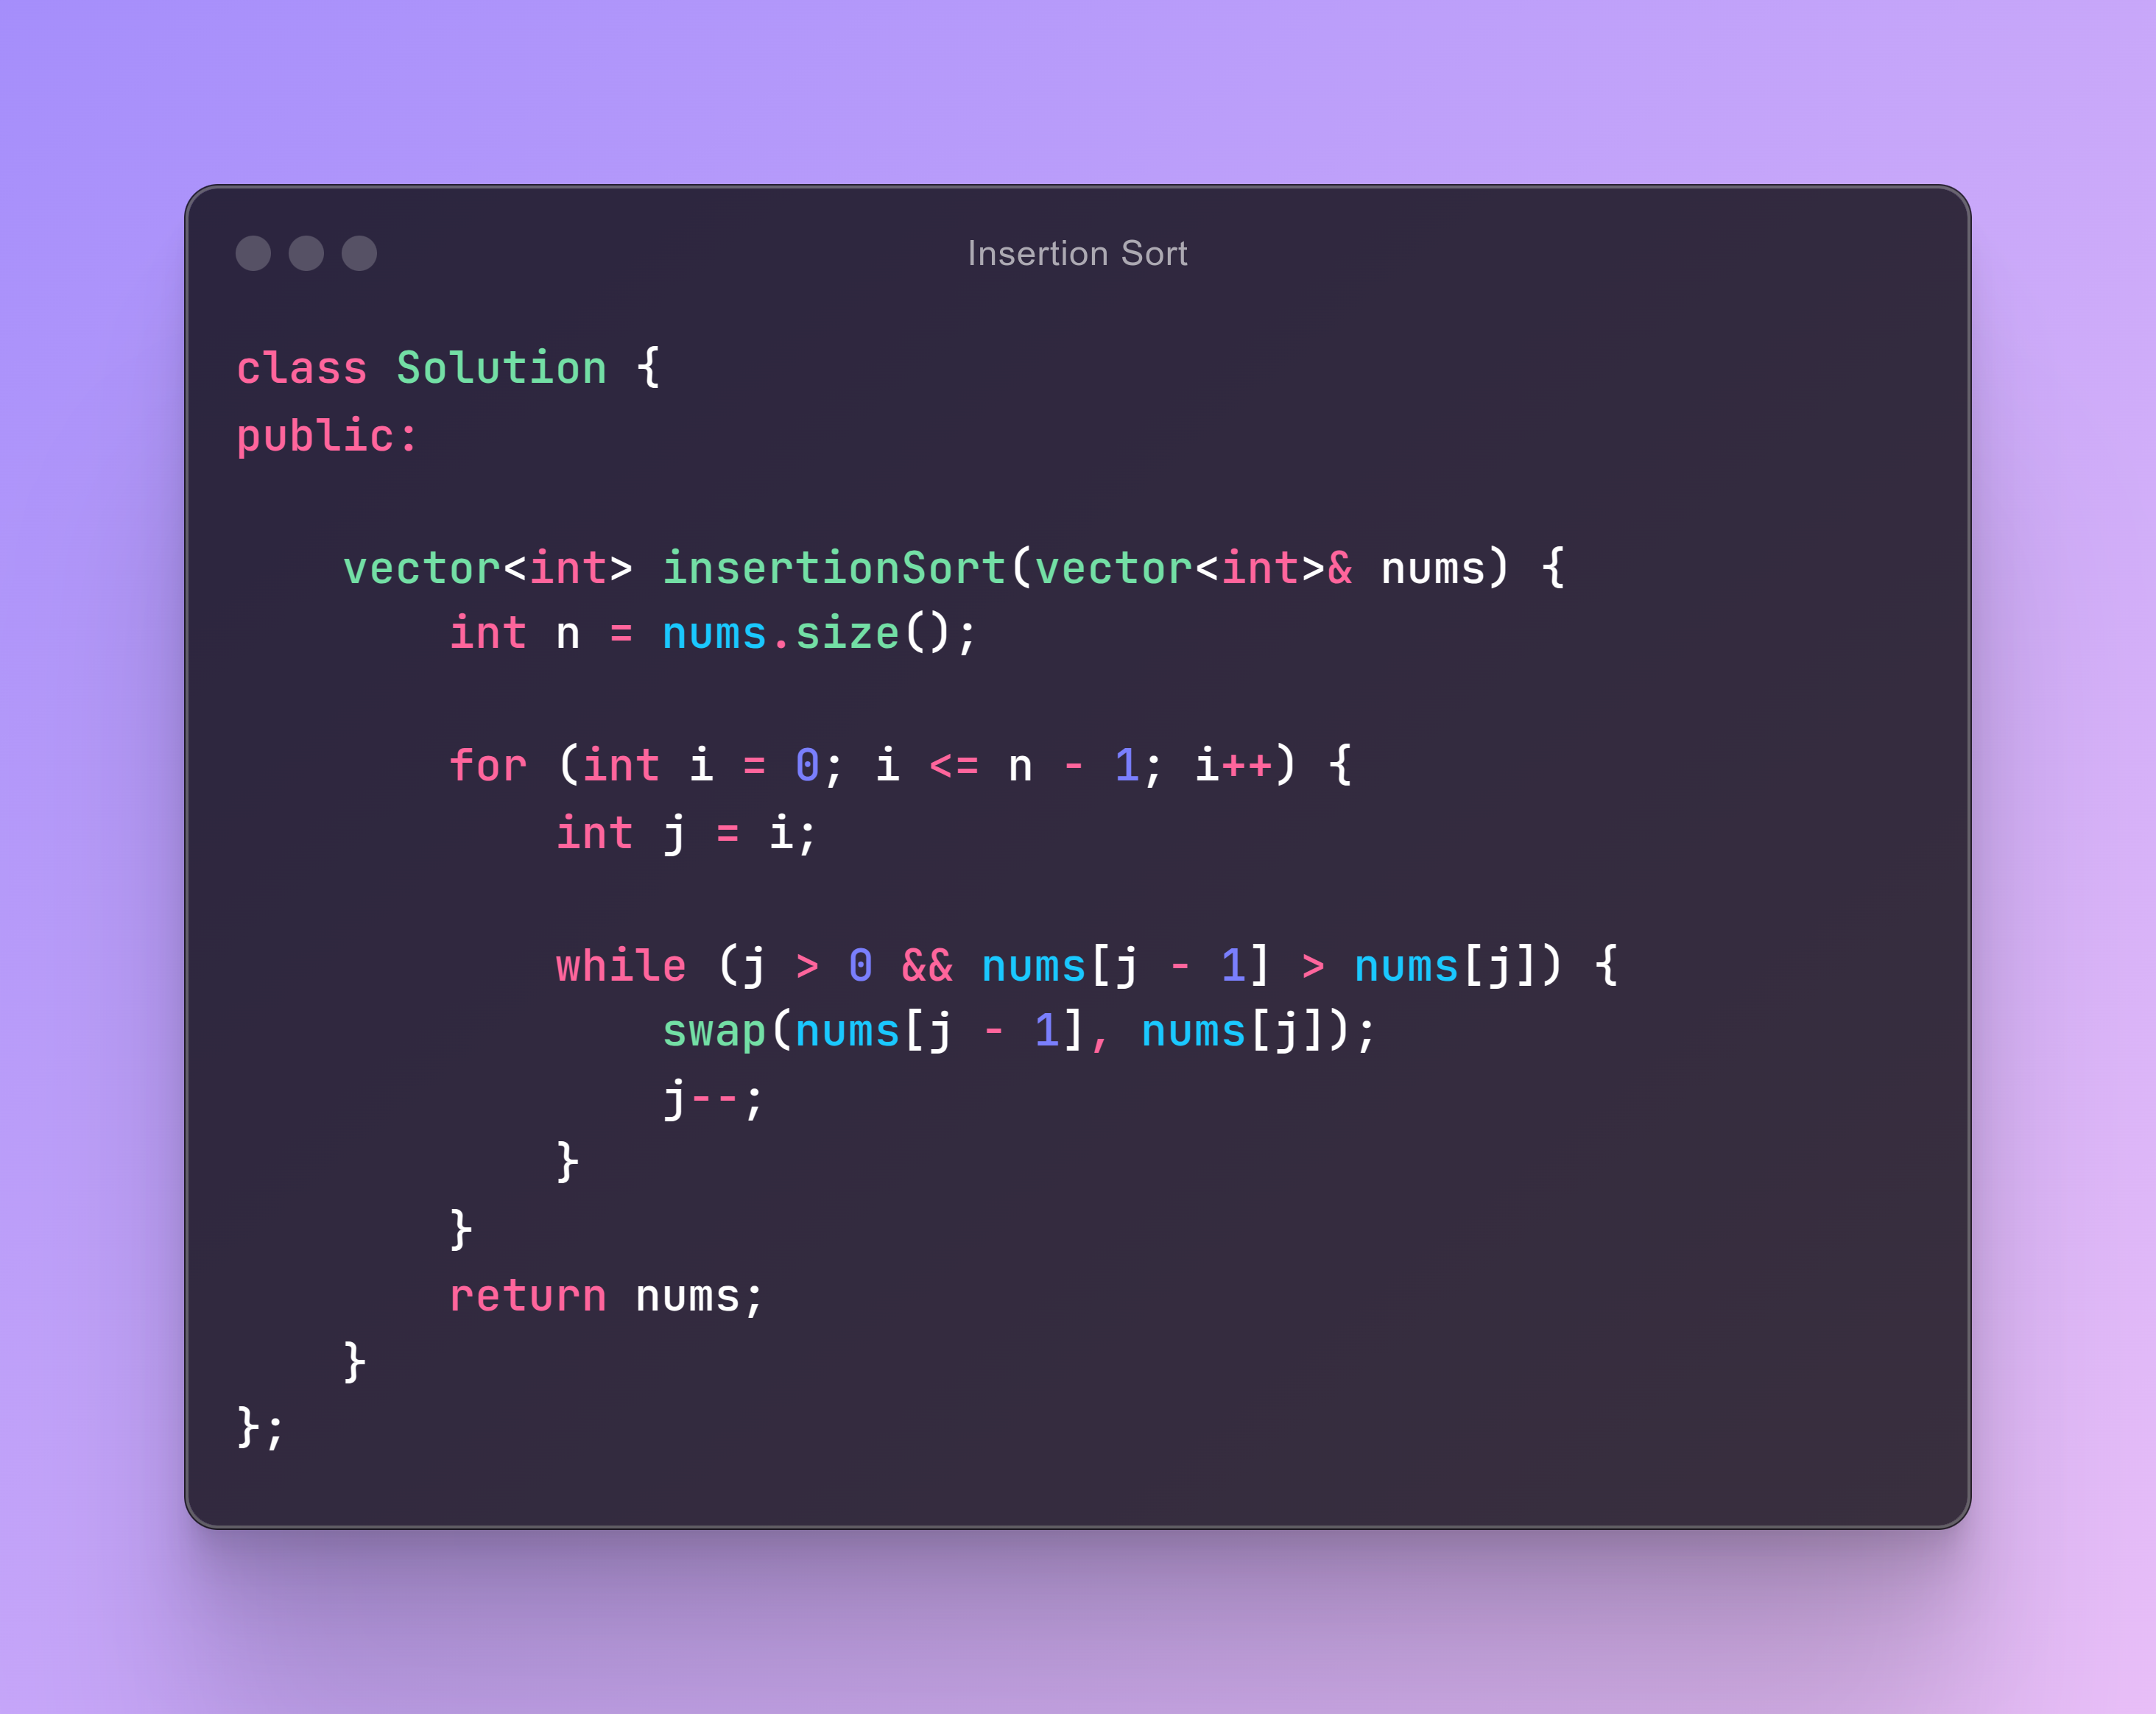 Insertion Sort
class Solution {
public:
    vector<int> insertionSort(vector<int>& nums) {
        int n = nums.size();
        for (int i = 0; i <= n - 1; i++) {
            int j = i;
            while (j > 0 && nums[j - 1] > nums[j]) {
                swap(nums[j - 1], nums[j]);
                j--;
            }
        }
        return nums;
    }
};